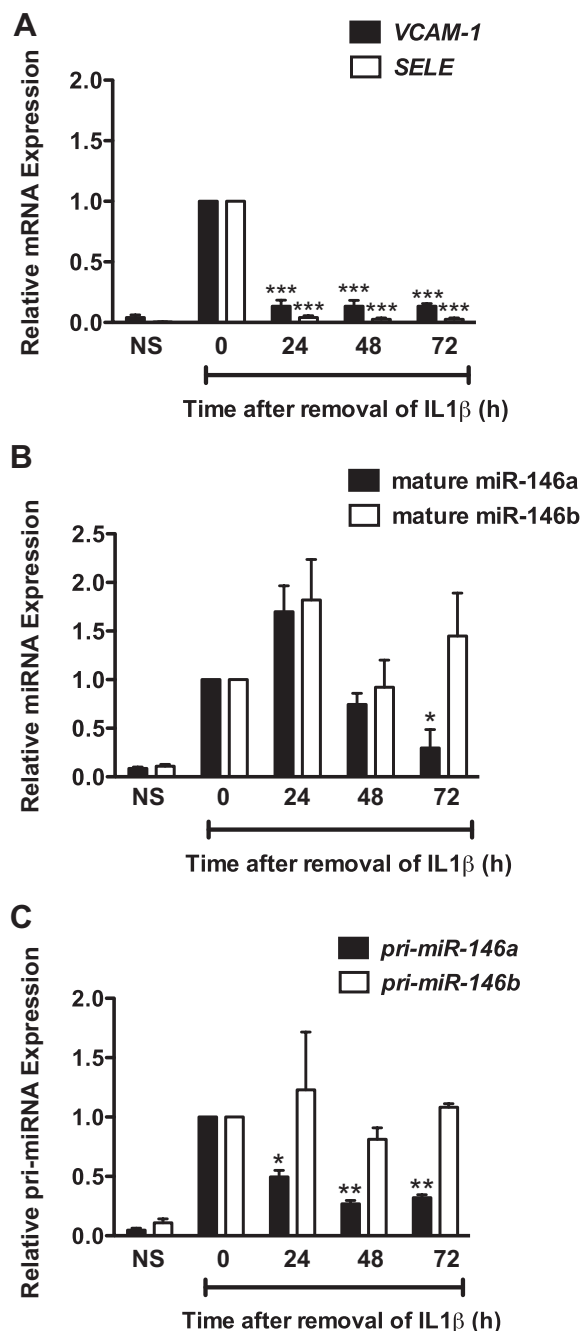 A
VCAM-1
SELE
Relative mRNA Expression
2.0
1.5
1.0
0.5
0.0
*** *** *** *** *** ***
NS 0 24 48 72
Time after removal of IL1β (h)
B
mature miR-146a
mature miR-146b
Relative miRNA Expression
2.5
2.0
1.5
1.0
0.5
0.0
*
NS 0 24 48 72
Time after removal of IL1β (h)
C
pri-miR-146a
pri-miR-146b
Relative pri-miRNA Expression
2.0
1.5
1.0
0.5
0.0
* ** **
NS 0 24 48 72
Time after removal of IL1β (h)